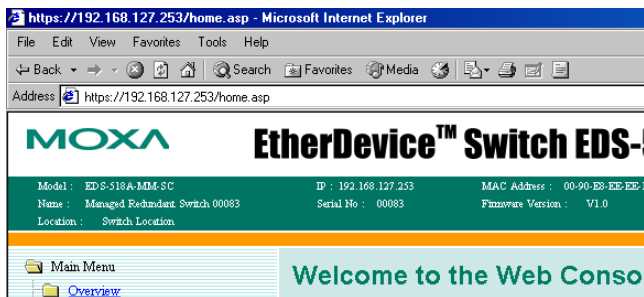 https://192.168.127.253/home.asp - Microsoft Internet Explorer
File Edit View Favorites Tools Help
Back Search Favorites Media
Address https://192.168.127.253/home.asp
MOXA EtherDevice™ Switch EDS-
Model : EDS-518A-MM-SC IP : 192.168.127.253 MAC Address : 00-90-E8-EE-EE-
Name : Managed Redundant Switch 00083 Serial No : 00083 Firmware Version : V1.0
Location : Switch Location
Main Menu
Overview
Welcome to the Web Conso